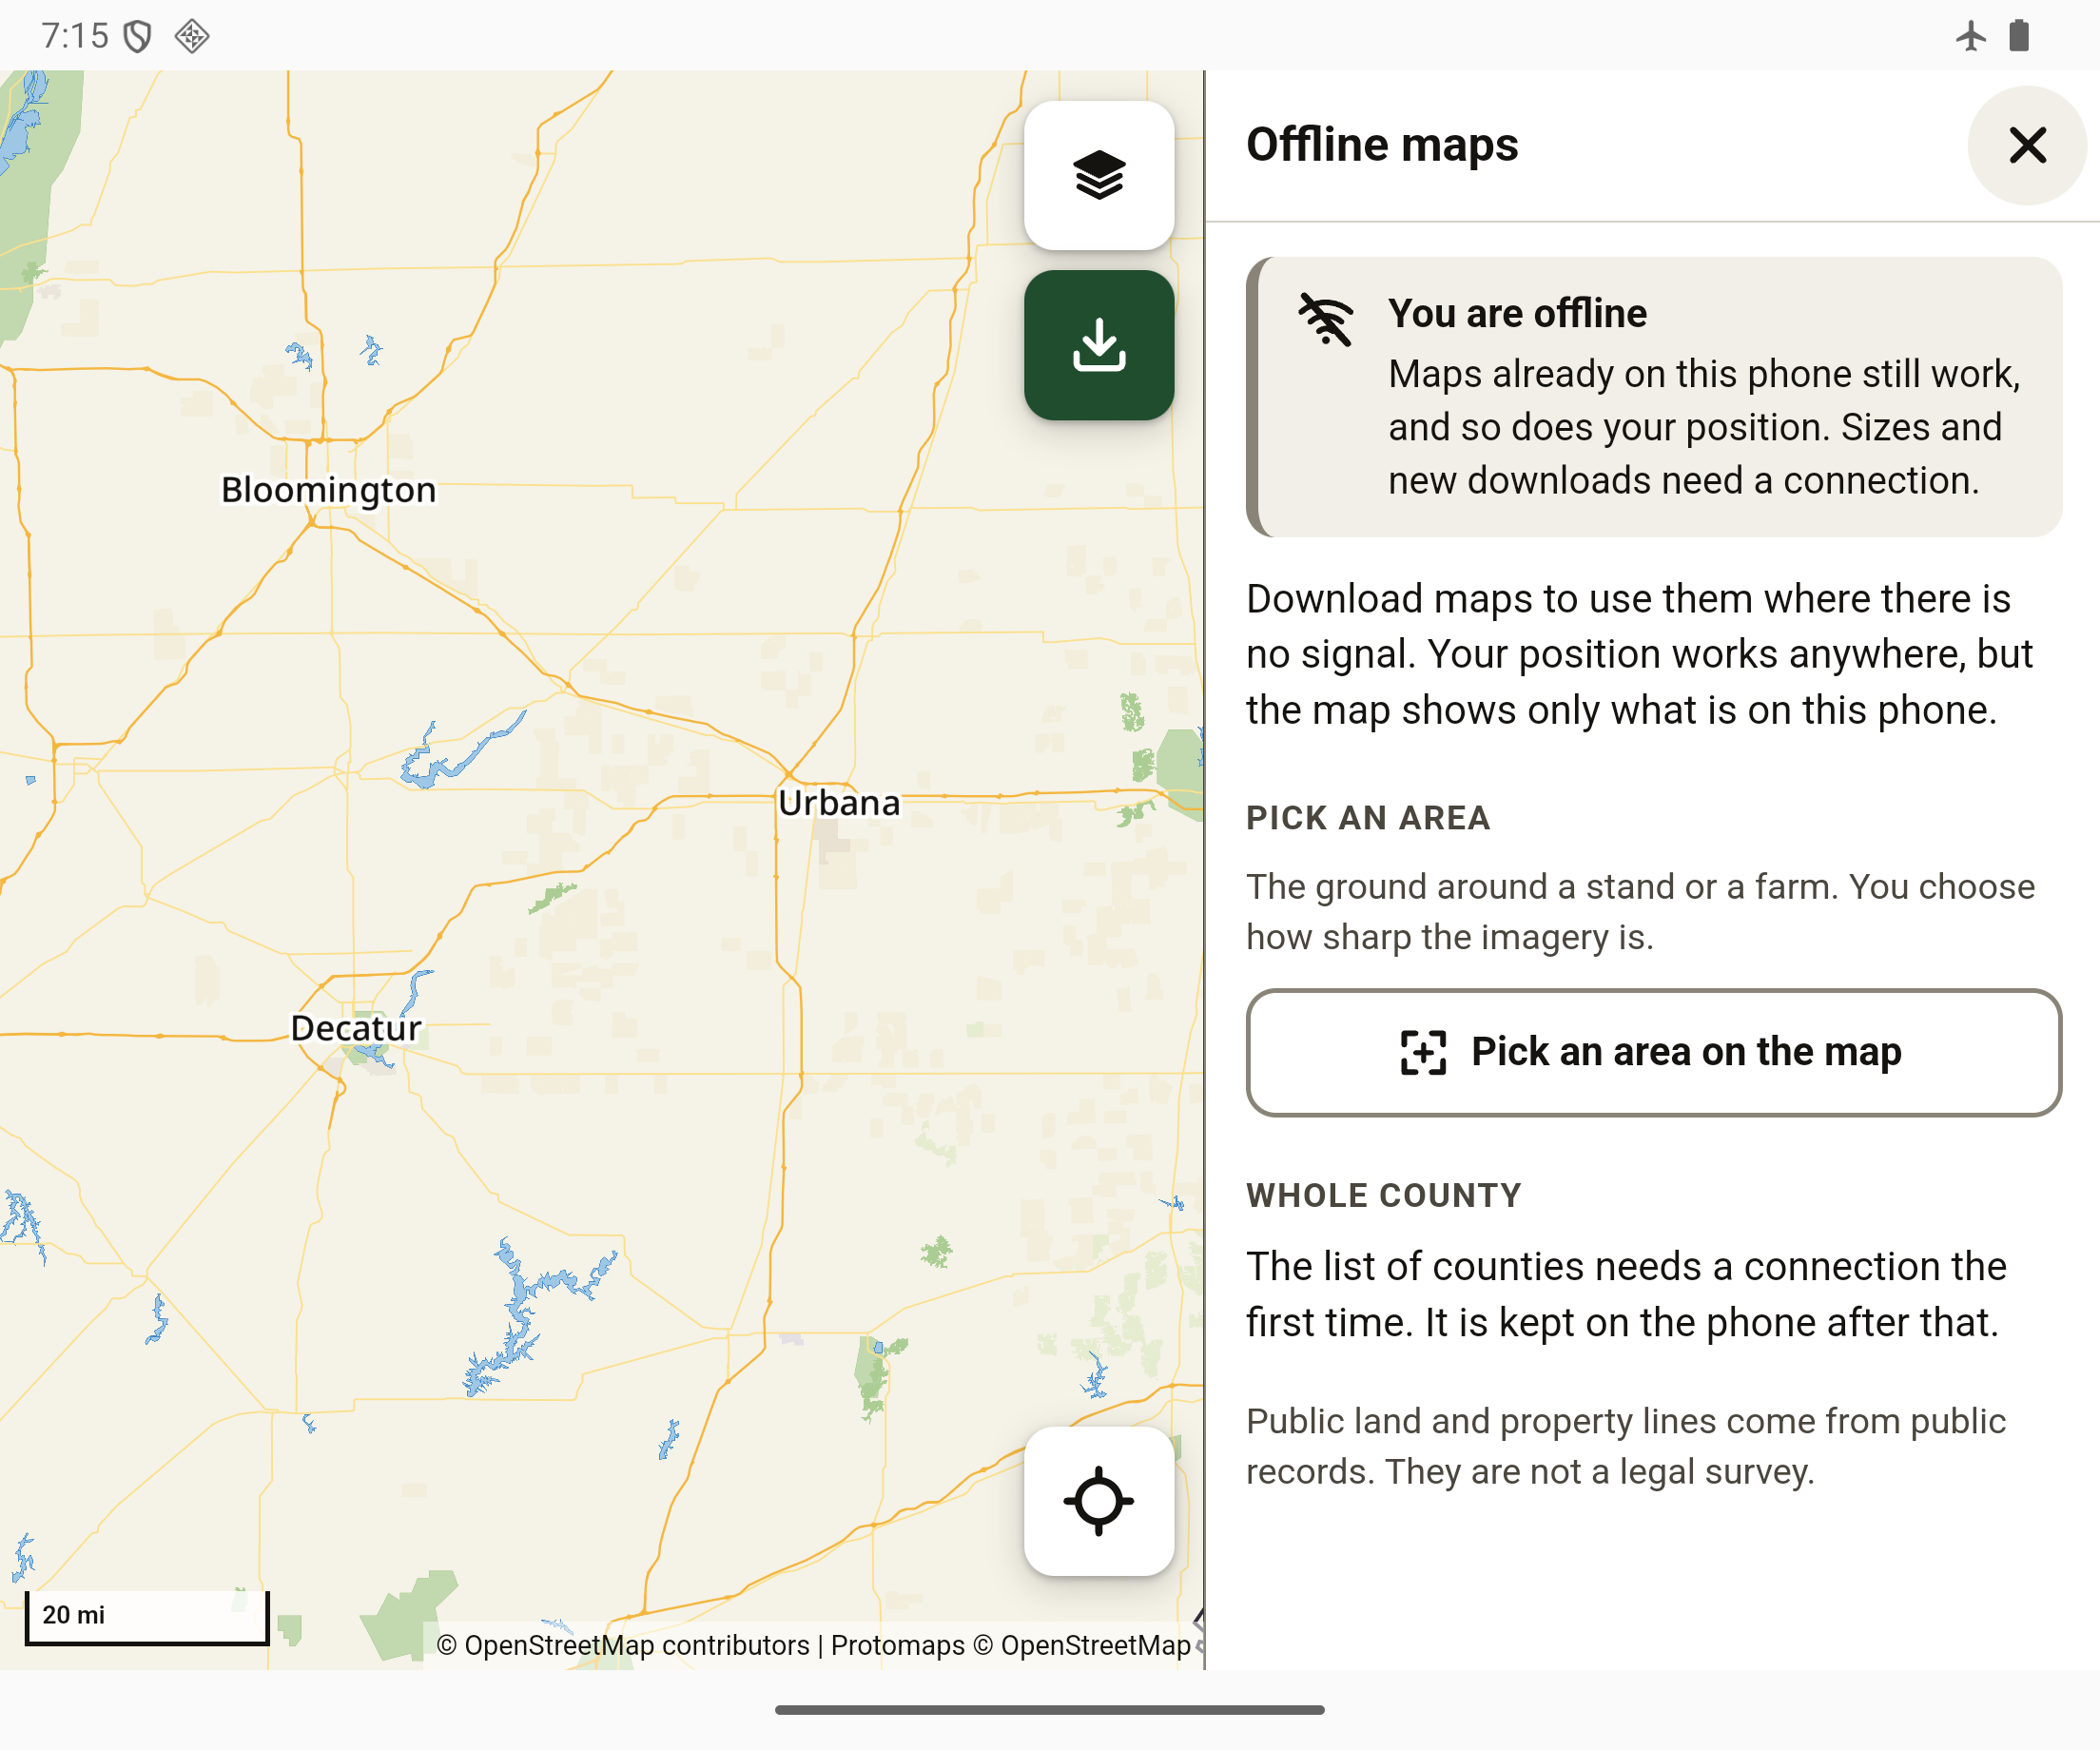 7:15
Bloomington
Urbana
Decatur
20 mi
© OpenStreetMap contributors | Protomaps © OpenStreetMap
Offline maps
You are offline
Maps already on this phone still work,
and so does your position. Sizes and
new downloads need a connection.
Download maps to use them where there is
no signal. Your position works anywhere, but
the map shows only what is on this phone.
PICK AN AREA
The ground around a stand or a farm. You choose
how sharp the imagery is.
Pick an area on the map
WHOLE COUNTY
The list of counties needs a connection the
first time. It is kept on the phone after that.
Public land and property lines come from public
records. They are not a legal survey.